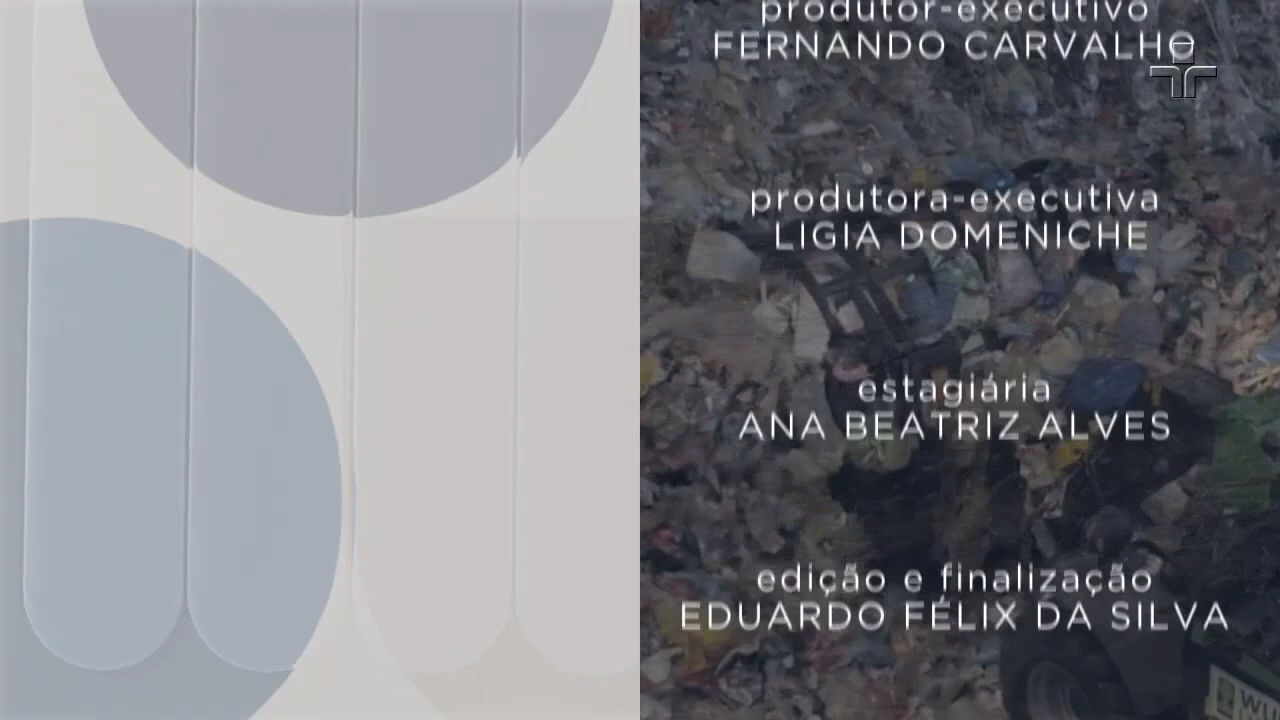 produtor-executivo
FERNANDO CARVALHO
produtora-executiva
LIGIA DOMENICHE
estagiária
ANA BEATRIZ ALVES
edição e finalização
EDUARDO FÉLIX DA SILVA